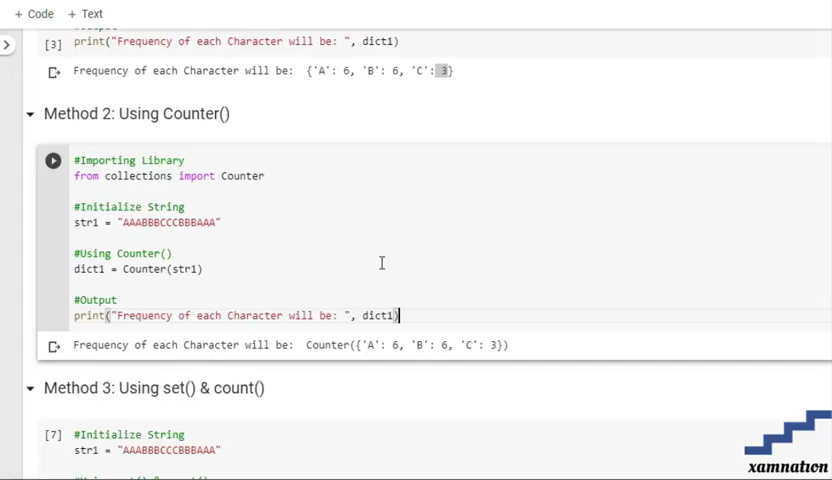 + Code + Text
[3] print("Frequency of each Character will be: ", dict1)
Frequency of each Character will be: {'A': 6, 'B': 6, 'C': 3}
Method 2: Using Counter()
#Importing Library
from collections import Counter
#Initialize String
str1 = "AAABBBCCCBBBAAA"
#Using Counter()
dict1 = Counter(str1)
#Output
print("Frequency of each Character will be: ", dict1)
Frequency of each Character will be: Counter({'A': 6, 'B': 6, 'C': 3})
Method 3: Using set() & count()
[7] #Initialize String
str1 = "AAABBBCCCBBBAAA"
xamnation